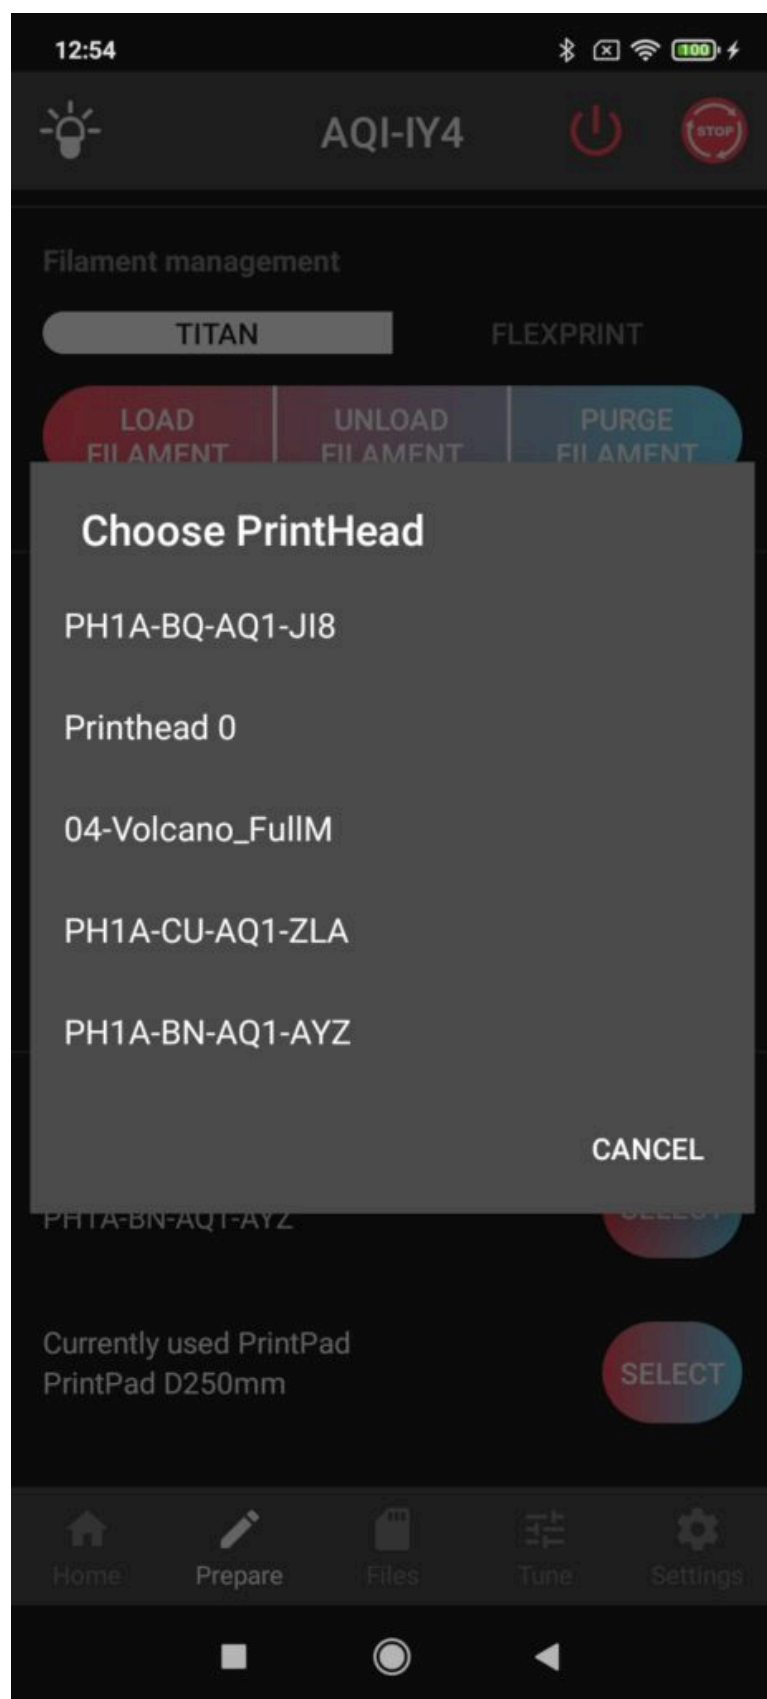 12:54
100
AQI-IY4
STOP
Filament management
TITAN
FLEXPRINT
LOAD
FILAMENT
UNLOAD
FILAMENT
PURGE
FILAMENT
Choose PrintHead
PH1A-BQ-AQ1-JI8
Printhead 0
04-Volcano_FullM
PH1A-CU-AQ1-ZLA
PH1A-BN-AQ1-AYZ
CANCEL
PH1A-BN-AQ1-AYZ
SELECT
Currently used PrintPad
PrintPad D250mm
SELECT
Home
Prepare
Files
Tune
Settings